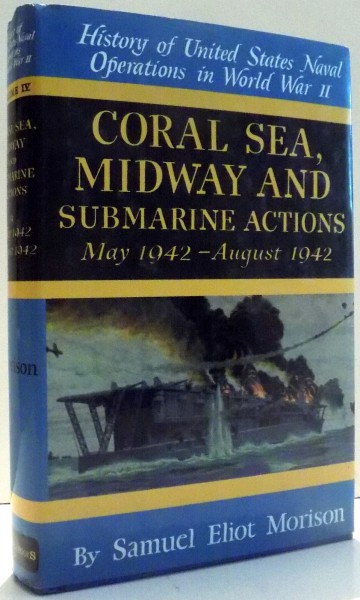 History of United States Naval
Operations in World War II
CORAL SEA,
MIDWAY AND
SUBMARINE ACTIONS
May 1942 – August 1942
By Samuel Eliot Morison
IV